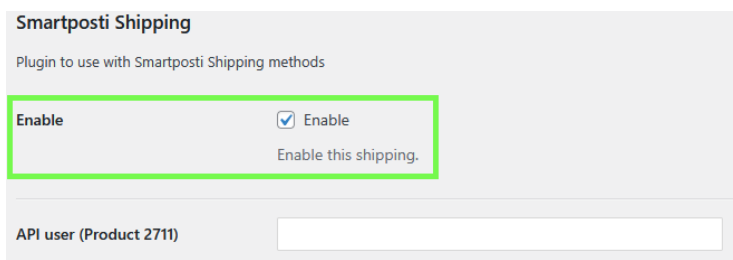 Smartposti Shipping
Plugin to use with Smartposti Shipping methods
Enable Enable
Enable this shipping.
API user (Product 2711)